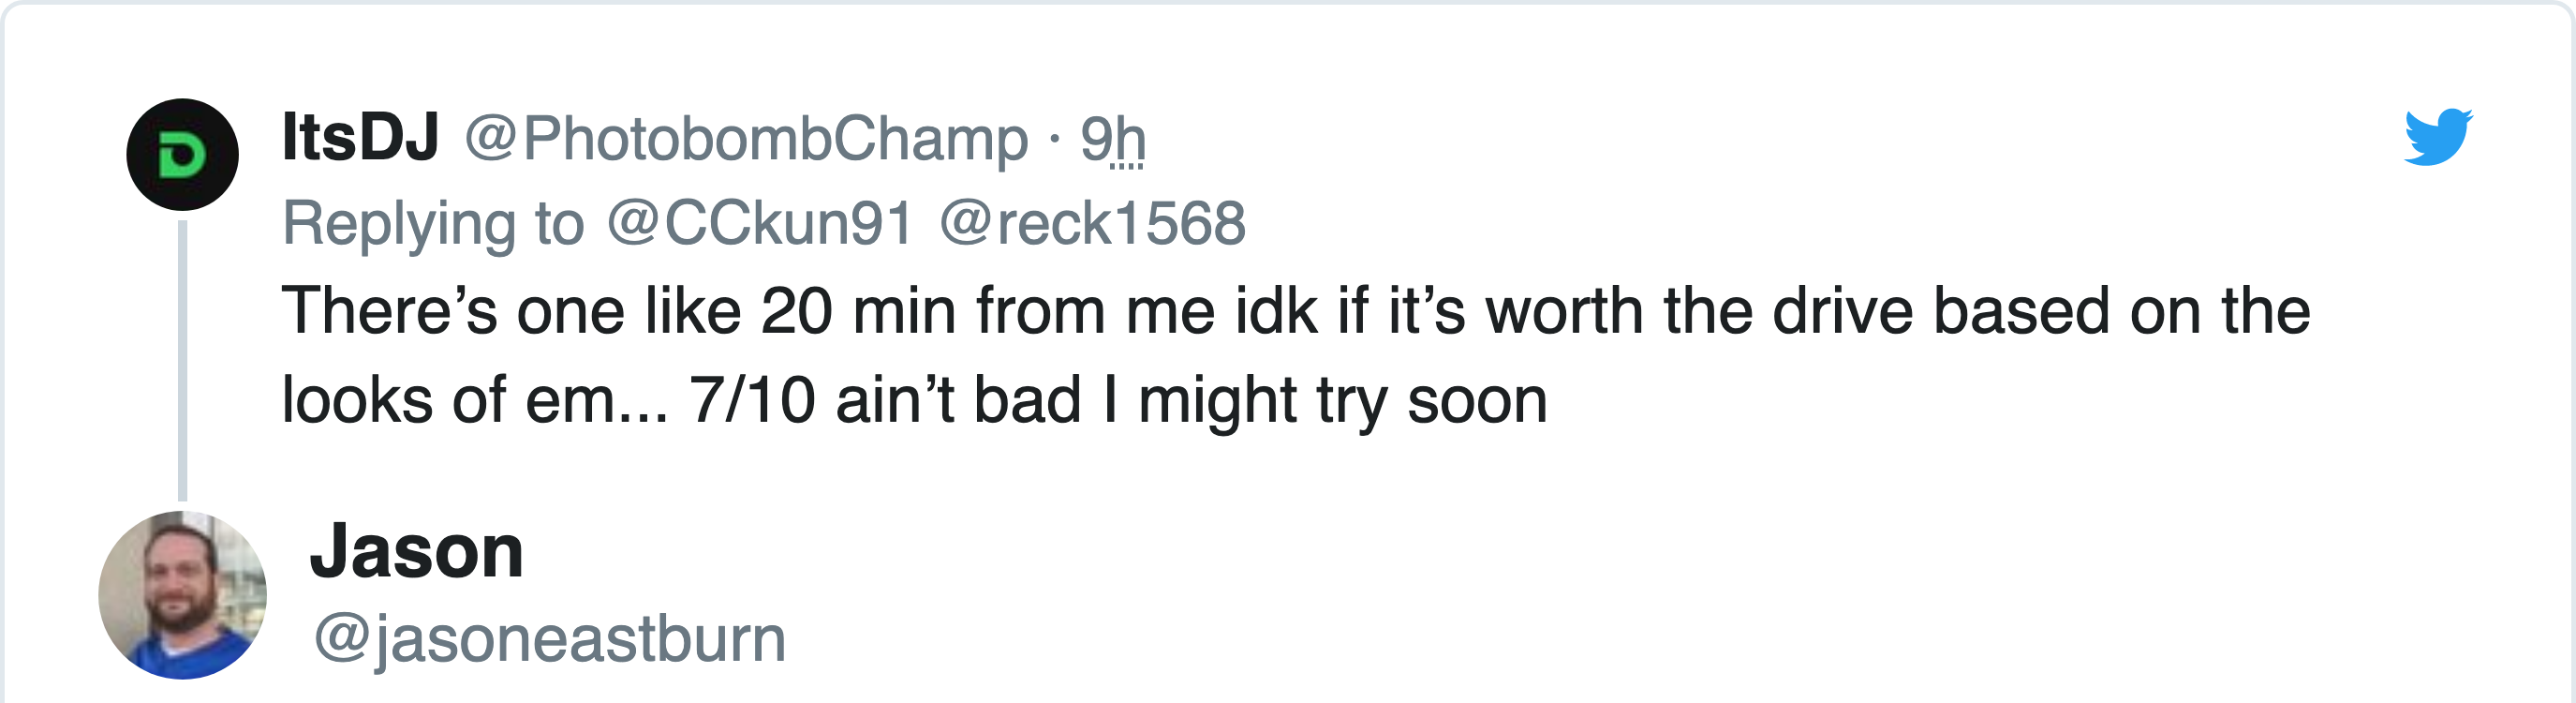 ItsDJ @PhotobombChamp · 9h
Replying to @CCkun91 @reck1568
There’s one like 20 min from me idk if it’s worth the drive based on the
looks of em... 7/10 ain’t bad I might try soon
Jason
@jasoneastburn